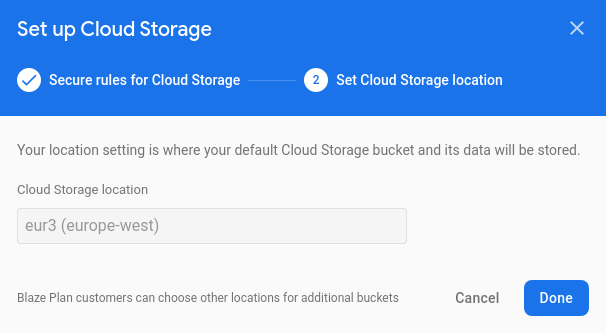 Set up Cloud Storage
Secure rules for Cloud Storage
2
Set Cloud Storage location
Your location setting is where your default Cloud Storage bucket and its data will be stored.
Cloud Storage location
eur3 (europe-west)
Blaze Plan customers can choose other locations for additional buckets
Cancel
Done